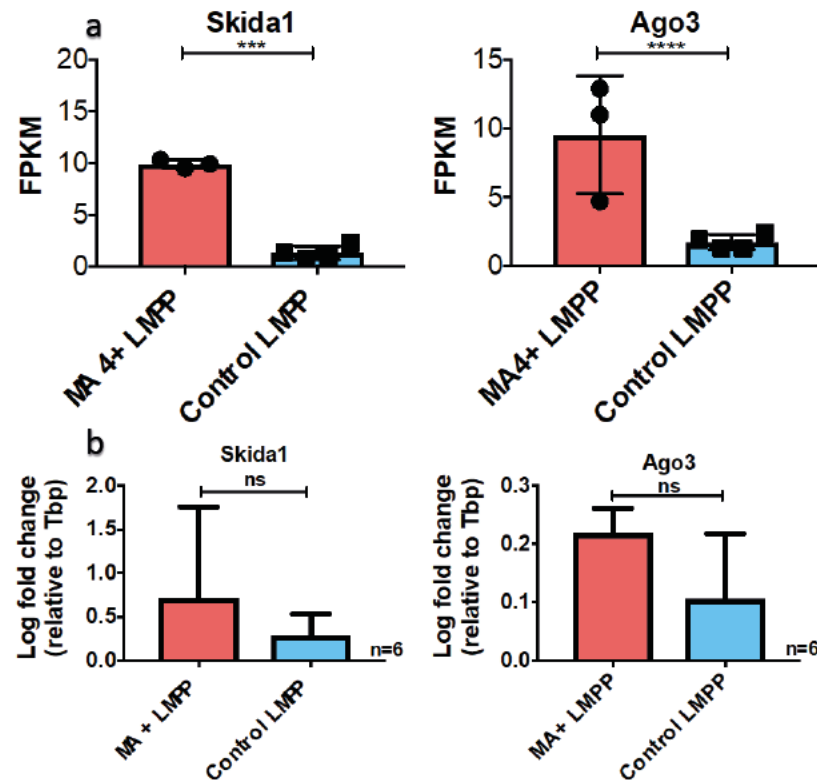 a
Skida1
***
20
15
10
5
0
FPKM
MA 4+ LMPP
Control LMPP
Ago3
****
15
10
5
0
FPKM
MA4+ LMPP
Control LMPP
b
Skida1
ns
2.0
1.5
1.0
0.5
0.0
Log fold change
(relative to Tbp)
n=6
MA + LMPP
Control LMPP
Ago3
ns
0.3
0.2
0.1
0.0
Log fold change
(relative to Tbp)
n=6
MA+ LMPP
Control LMPP